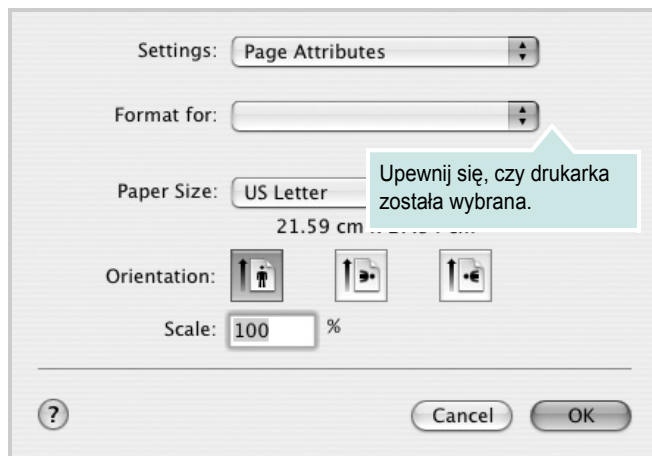 Settings: Page Attributes
Format for:
Upewnij się, czy drukarka
została wybrana.
Paper Size: US Letter
21.59 cm
Orientation:
Scale: 100 %
? Cancel OK